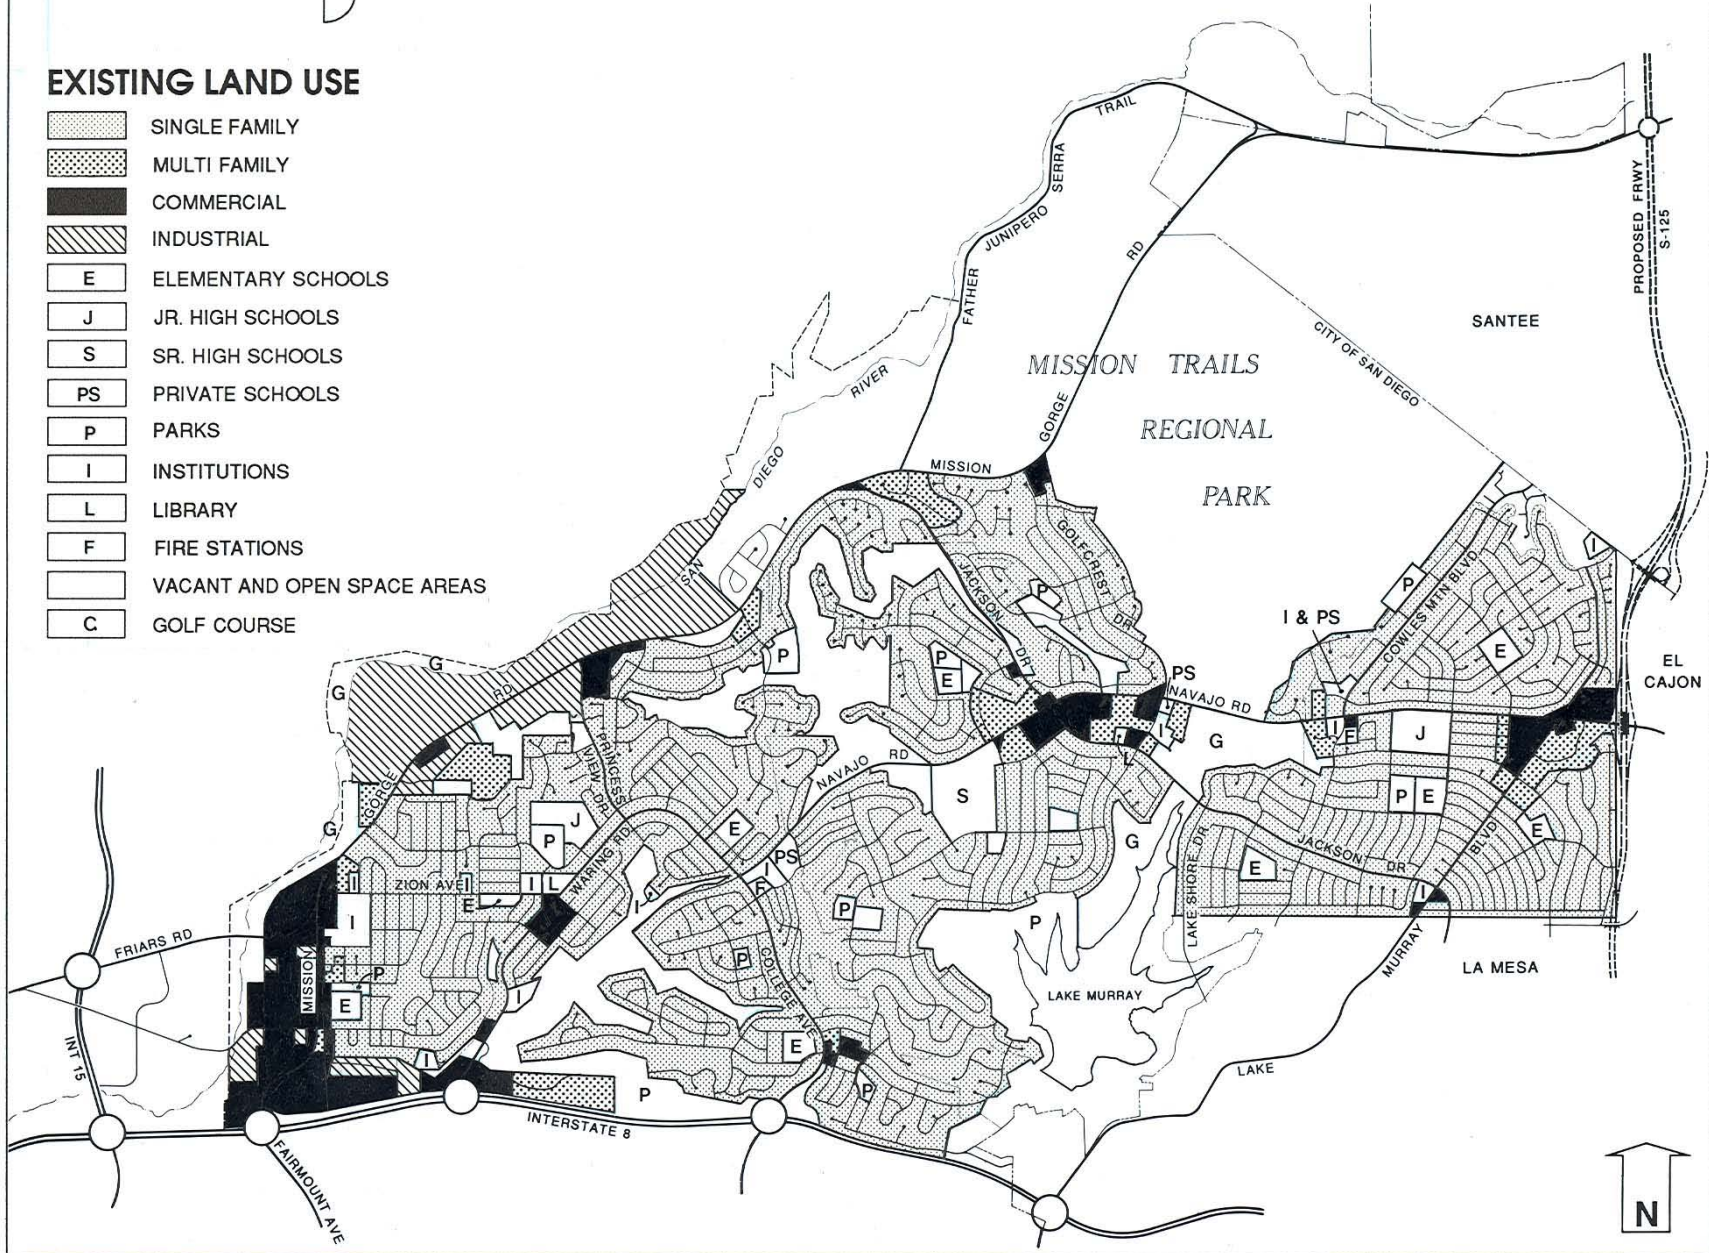 EXISTING LAND USE
SINGLE FAMILY
MULTI FAMILY
COMMERCIAL
INDUSTRIAL
E ELEMENTARY SCHOOLS
J JR. HIGH SCHOOLS
S SR. HIGH SCHOOLS
PS PRIVATE SCHOOLS
P PARKS
I INSTITUTIONS
L LIBRARY
F FIRE STATIONS
VACANT AND OPEN SPACE AREAS
G GOLF COURSE
TRAIL
SERRA
JUNIPERO
FATHER
RD
GORGE
MISSION
PROPOSED FRWY
S-125
SANTEE
CITY OF SAN DIEGO
MISSION TRAILS
REGIONAL
PARK
RIVER
DIEGO
SAN
GOLFCREST
DR
JACKSON
DR
P
P
E
P
I
P
I & PS
COWLES MTN BLVD
E
EL
CAJON
G
G
RD
PS
NAVAJO RD
I
L
G
I
F
J
PRINCESS
VIEW DR
NAVAJO RD
S
P E
GORGE
G
J
P
E
WARING RD
PS
I
F
G
LAKE SHORE DR
E
JACKSON DR
BLVD
E
I
I
ZION AVE
I
I L
E
I
I
P
P
MURRAY
LA MESA
FRIARS RD
MISSION
P
E
I
P
COLLEGE AVE
LAKE MURRAY
INT 15
I
E
P
P
LAKE
INTERSTATE 8
FAIRMOUNT AVE
N